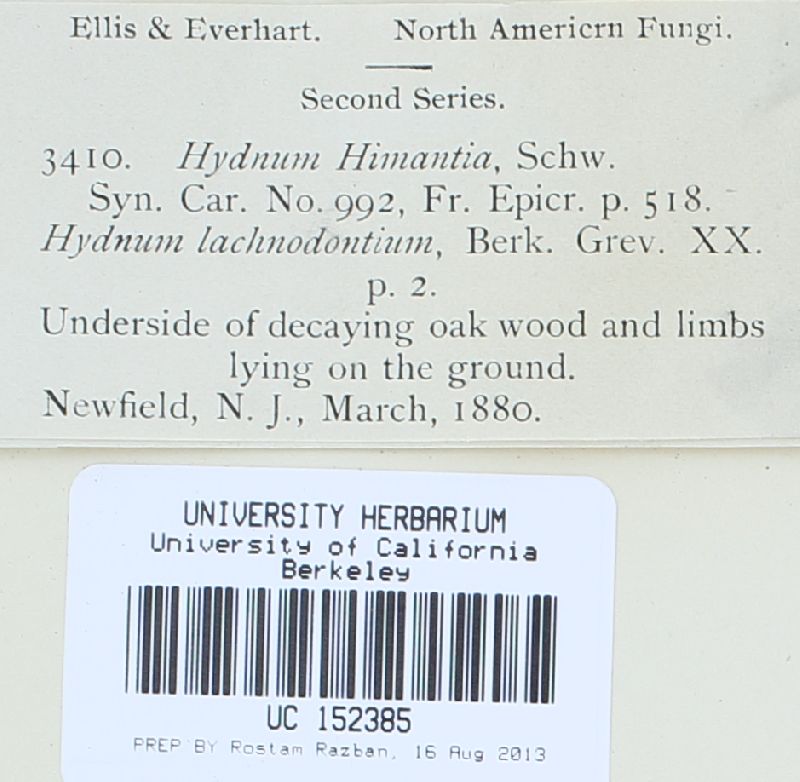 Ellis & Everhart. North Americrn Fungi.
Second Series.
3410. Hydnum Himantia, Schw.
Syn. Car. No. 992, Fr. Epicr. p. 518.
Hydnum lachnodontium, Berk. Grev. XX.
p. 2.
Underside of decaying oak wood and limbs
lying on the ground.
Newfield, N. J., March, 1880.
UNIVERSITY HERBARIUM
University of California
Berkeley
UC 152385
PREP BY Rostam Razban, 16 Aug 2013